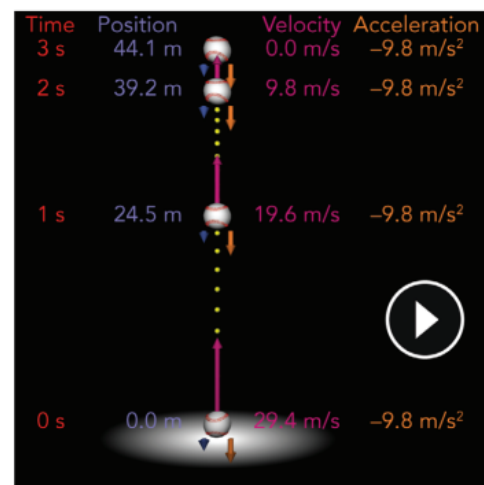 Time Position Velocity Acceleration
3 s 44.1 m 0.0 m/s –9.8 m/s²
2 s 39.2 m 9.8 m/s –9.8 m/s²
1 s 24.5 m 19.6 m/s –9.8 m/s²
0 s 0.0 m 29.4 m/s –9.8 m/s²